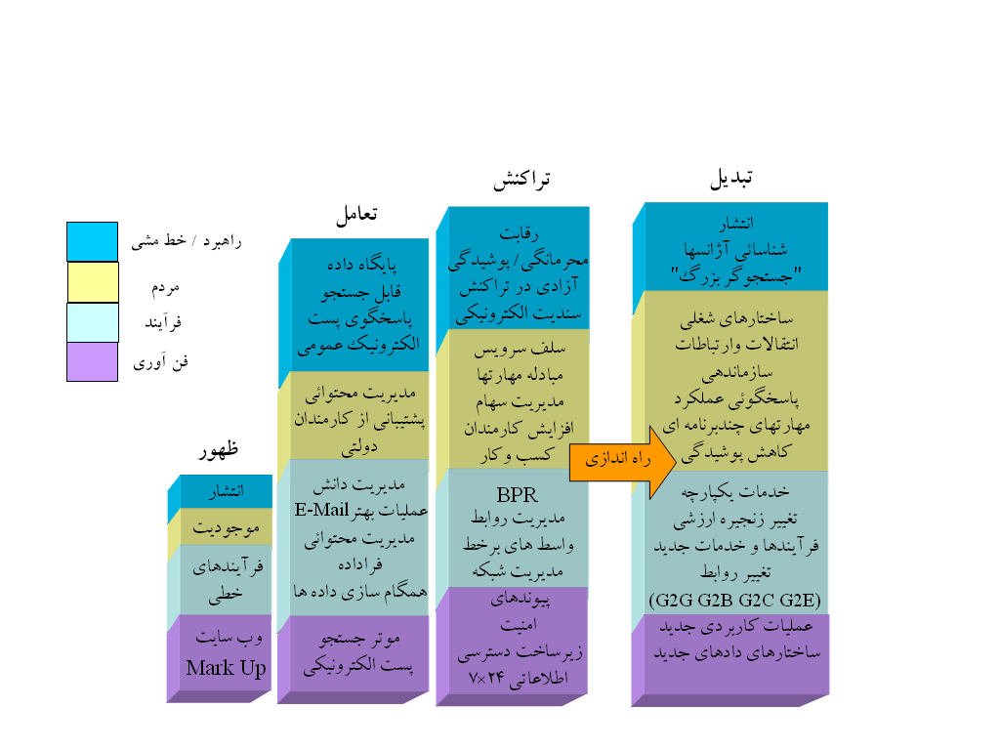 راهبرد / خط مشی
مردم
فرآیند
فن آوری
ظهور
انتشار
موجودیت
فرآیندهای
خطی
وب سایت
Mark Up
تعامل
پایگاه داده
قابل جستجو
پاسخگوی پست
الکترونیک عمومی
مدیریت محتوائی
پشتیبانی از کارمندان
دولتی
مدیریت دانش
عملیات بهتر E-Mail
مدیریت محتوائی
فراداده
همگام سازی داده ها
موتر جستجو
پست الکترونیکی
تراکنش
رقابت
محرمانگی/ پوشیدگی
آزادی در تراکنش
سندیت الکترونیکی
سلف سرویس
مبادله مهارتها
مدیریت سهام
افزایش کارمندان
کسب وکار
BPR
مدیریت روابط
واسط های برخط
مدیریت شبکه
پیوندهای
امنیت
زیرساخت دسترسی
اطلاعاتی ۲۴×۷
راه اندازی
تبدیل
انتشار
شناسائی آژانسها
"جستجوگر بزرگ"
ساختارهای شغلی
انتقالات وارتباطات
سازماندهی
پاسخگوئی عملکرد
مهارتهای چندبرنامه ای
کاهش پوشیدگی
خدمات یکپارچه
تغییر زنجیره ارزشی
فرآیندها و خدمات جدید
تغییر روابط
(G2G G2B G2C G2E)
عملیات کاربردی جدید
ساختارهای دادهای جدید